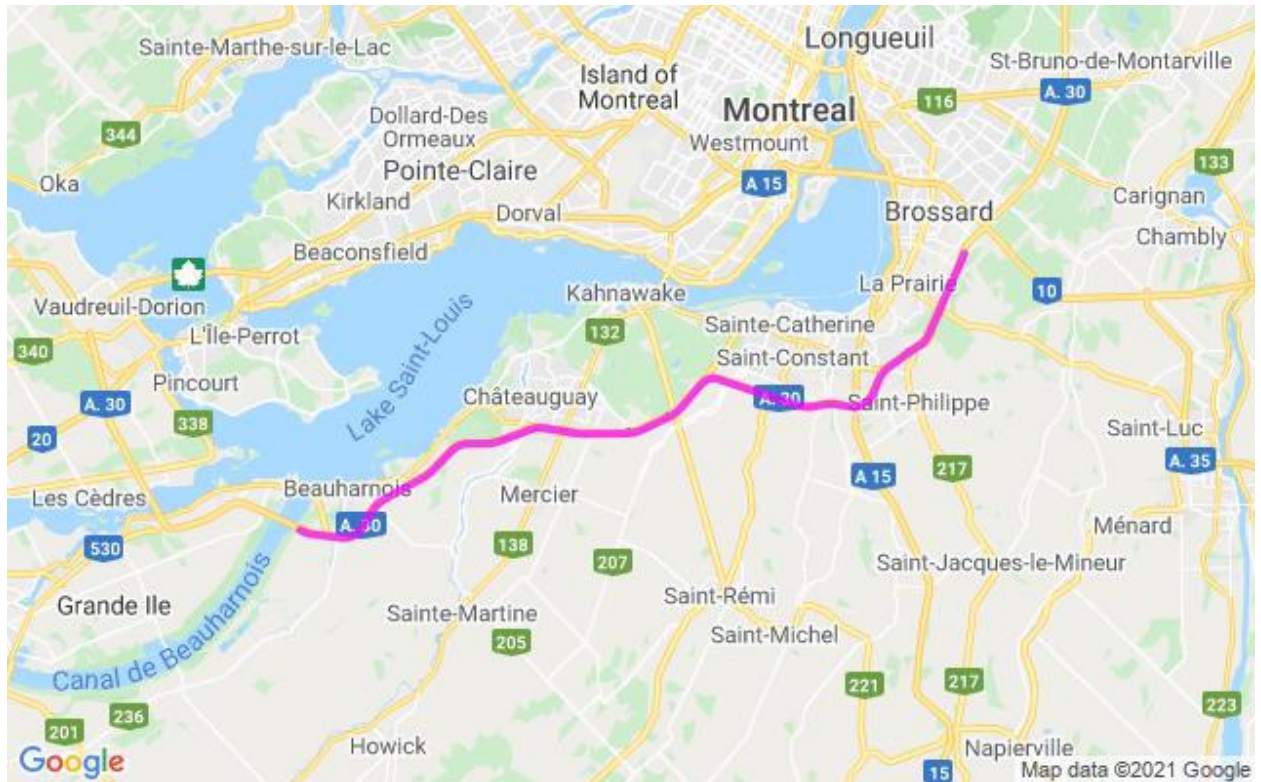 Sainte-Marthe-sur-le-Lac
Longueuil
St-Bruno-de-Montarville
Island of
Montreal
A. 30
116
Montreal
344
Dollard-Des
Ormeaux
Westmount
133
Pointe-Claire
A 15
Oka
Kirkland
Dorval
Brossard
Carignan
Chambly
Beaconsfield
Vaudreuil-Dorion
Kahnawake
La Prairie
10
L'Île-Perrot
132
Sainte-Catherine
340
Lake Saint-Louis
Saint-Constant
Pincourt
Châteauguay
A. 30
A. 30
Saint-Philippe
338
20
Saint-Luc
217
A. 35
A 15
Les Cèdres
Beauharnois
Mercier
A. 30
Ménard
530
138
207
Saint-Jacques-le-Mineur
Grande Ile
Saint-Rémi
Sainte-Martine
Canal de Beauharnois
205
Saint-Michel
221
217
236
223
201
Howick
Napierville
Google
15
Map data ©2021 Google